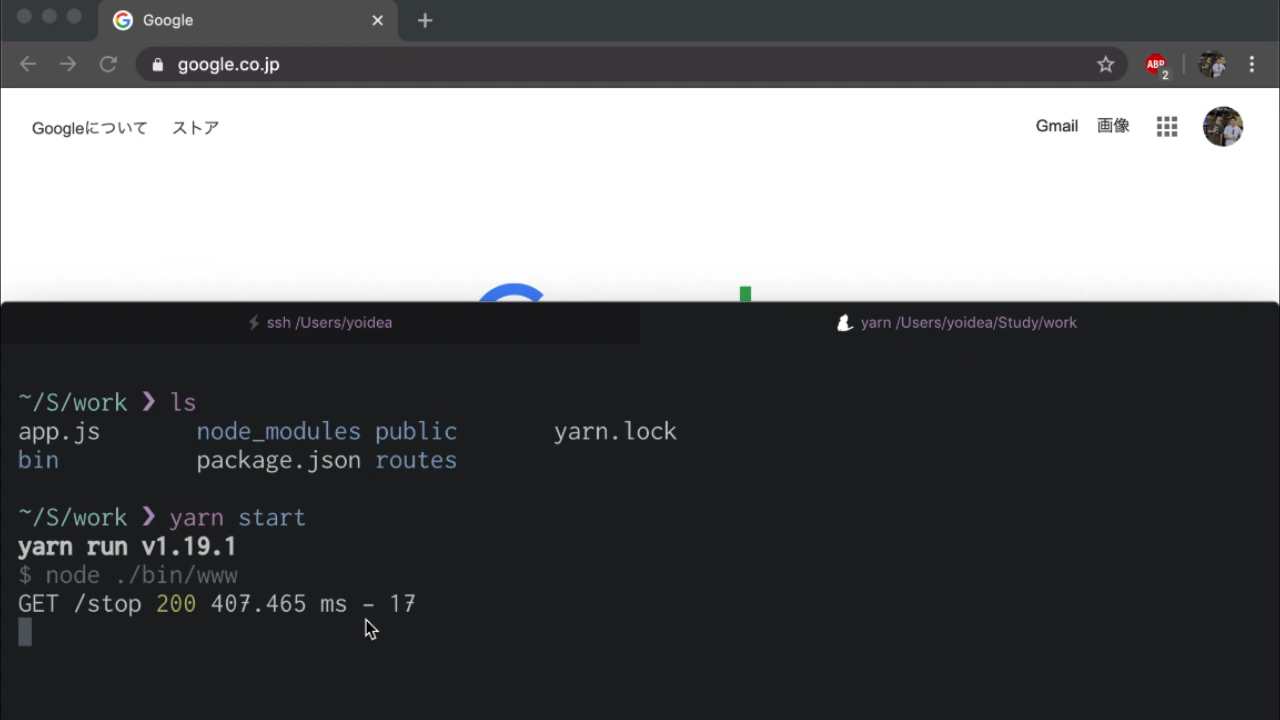 Google
google.co.jp
ABP
2
Googleについて ストア
Gmail 画像
ssh /Users/yoidea
yarn /Users/yoidea/Study/work
~/S/work ❯ ls
app.js node_modules public yarn.lock
bin package.json routes
~/S/work ❯ yarn start
yarn run v1.19.1
$ node ./bin/www
GET /stop 200 407.465 ms - 17